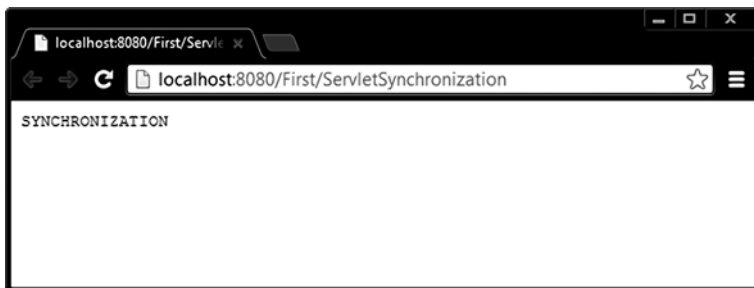 localhost:8080/First/Servle
localhost:8080/First/ServletSynchronization
SYNCHRONIZATION